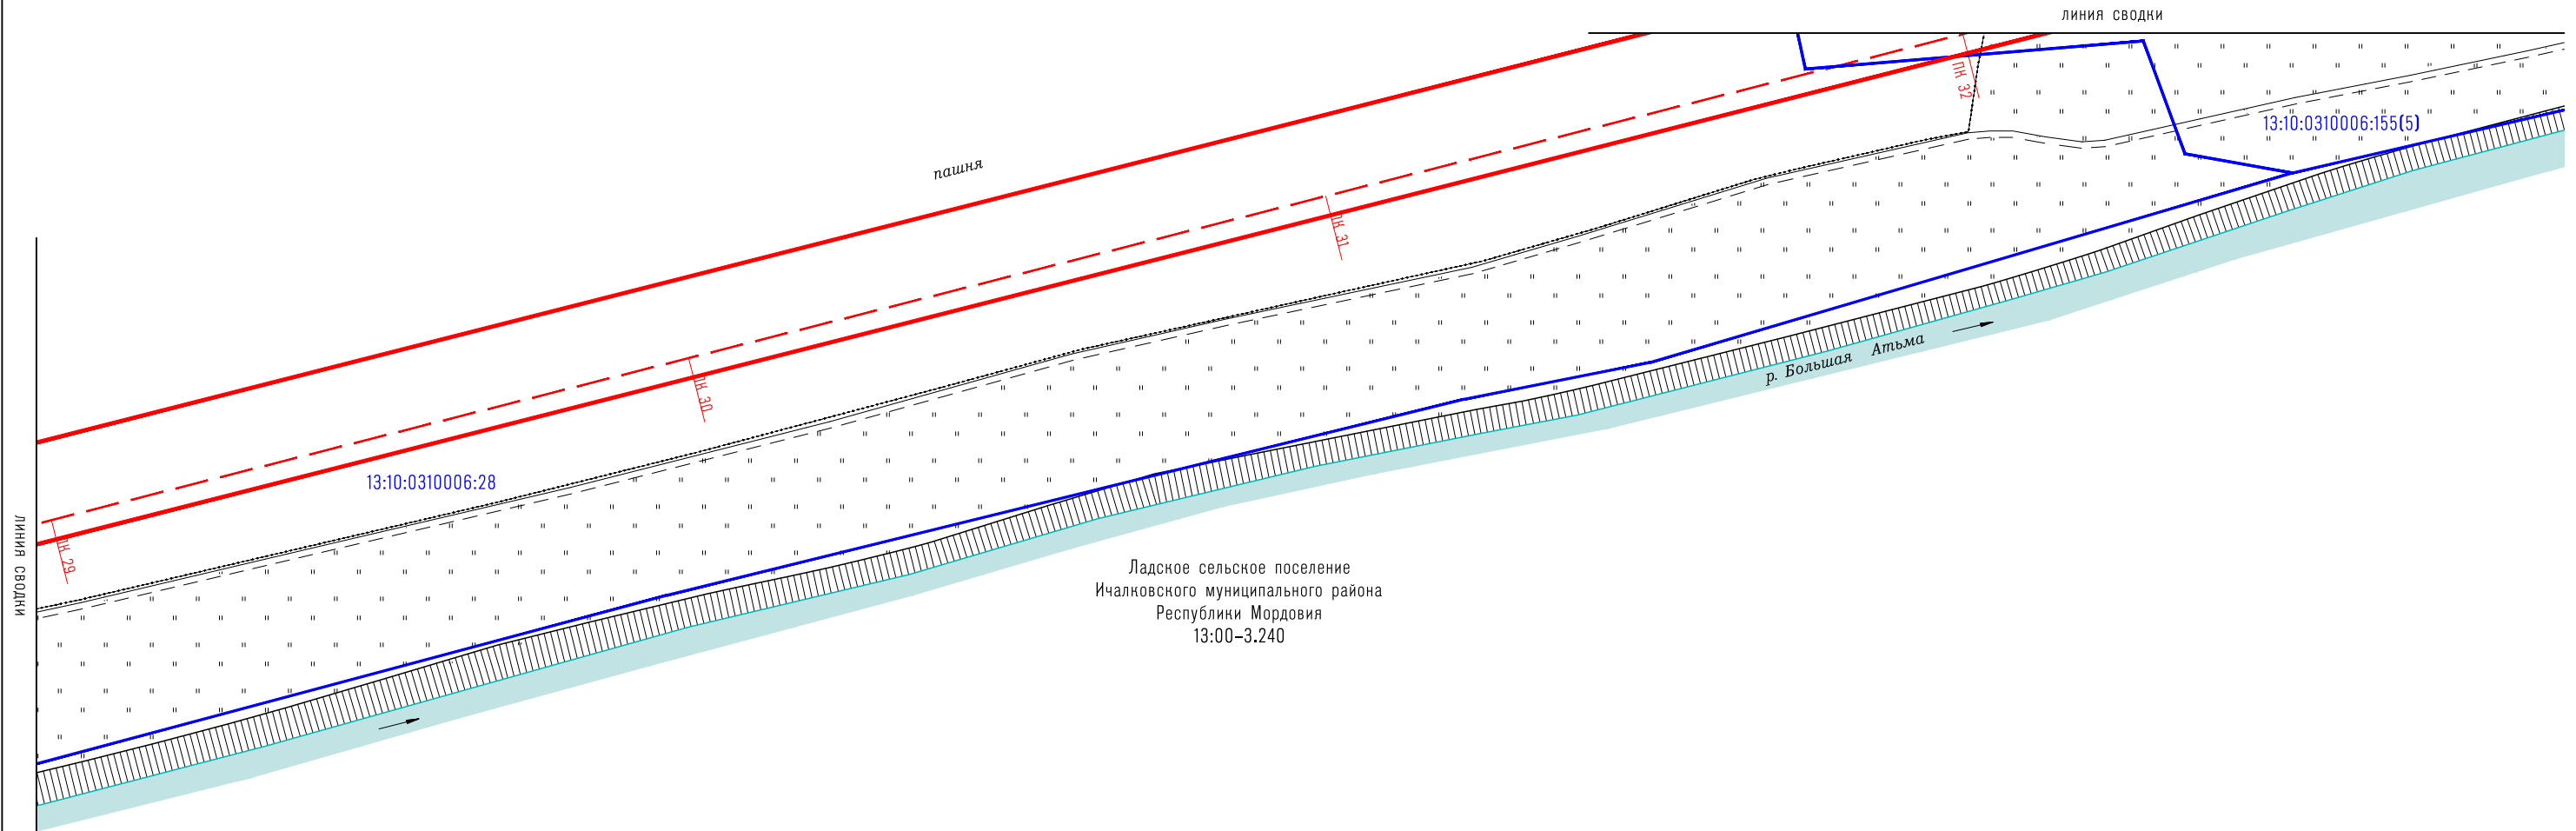 линия сводки
пашня
ПК 32
13:10:0310006:155(5)
ПК 31
р. Большая Атьма
ПК 30
13:10:0310006:28
линия сводки
ПК 29
Ладское сельское поселение
Ичалковского муниципального района
Республики Мордовия
13:00-3.240